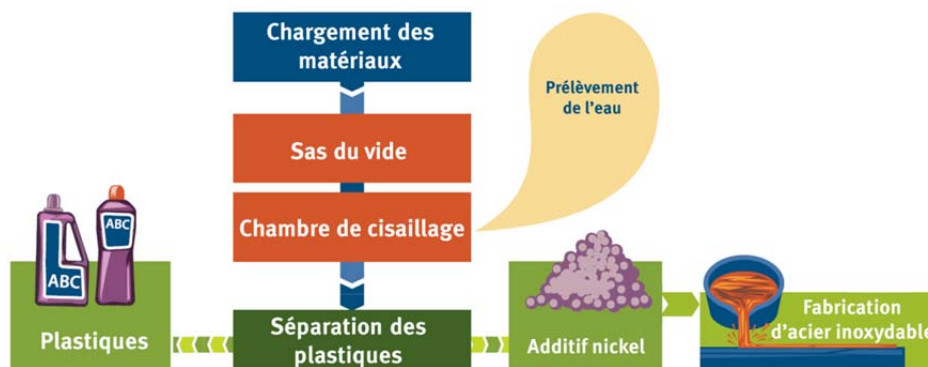 Chargement des
matériaux
Prélèvement
de l’eau
Sas du vide
Chambre de cisaillage
ABC
ABC
Plastiques
Séparation des
plastiques
Additif nickel
Fabrication
d’acier inoxydable